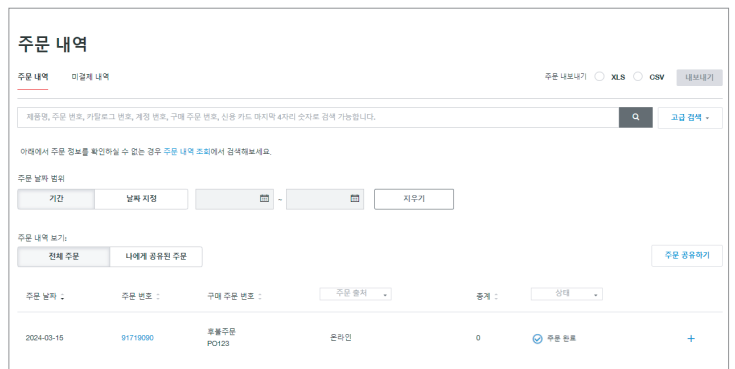 주문 내역
주문 내역 미결제 내역 주문 내보내기 XLS CSV 내보내기
제품명, 주문 번호, 카탈로그 번호, 계정 번호, 구매 주문 번호, 신용 카드 마지막 4자리 숫자로 검색 가능합니다. 고급 검색
아래에서 주문 정보를 확인하실 수 없는 경우 주문 내역 조회에서 검색해보세요.
주문 날짜 범위
기간 날짜 지정 ~ 지우기
주문 내역 보기:
전체 주문 나에게 공유된 주문 주문 공유하기
주문 날짜 주문 번호 구매 주문 번호 주문 출처 총계 상태
2024-03-15 91719090 후불주문 온라인 0 주문 완료 +
PO123